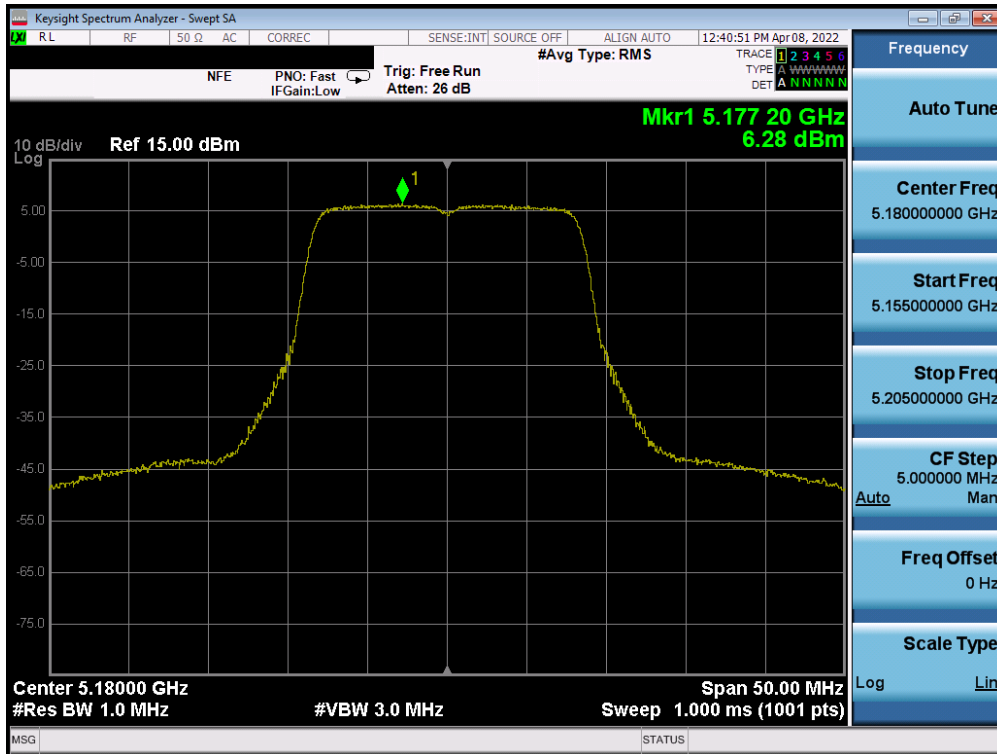 Keysight Spectrum Analyzer - Swept SA
LXI RL RF 50 Ω AC CORREC SENSE:INT SOURCE OFF ALIGN AUTO 12:40:51 PM Apr 08, 2022
#Avg Type: RMS
TRACE 1 2 3 4 5 6
TYPE A WWWWW
DET A N N N N N
NFE
PNO: Fast
IFGain:Low
Trig: Free Run
Atten: 26 dB
Mkr1 5.177 20 GHz
6.28 dBm
10 dB/div
Log
Ref 15.00 dBm
1
5.00
-5.00
-15.0
-25.0
-35.0
-45.0
-55.0
-65.0
-75.0
Center 5.18000 GHz
Span 50.00 MHz
#Res BW 1.0 MHz
#VBW 3.0 MHz
Sweep 1.000 ms (1001 pts)
MSG
STATUS
Frequency
Auto Tune
Center Freq
5.180000000 GHz
Start Freq
5.155000000 GHz
Stop Freq
5.205000000 GHz
CF Step
5.000000 MHz
Auto Man
Freq Offset
0 Hz
Scale Type
Log Lin